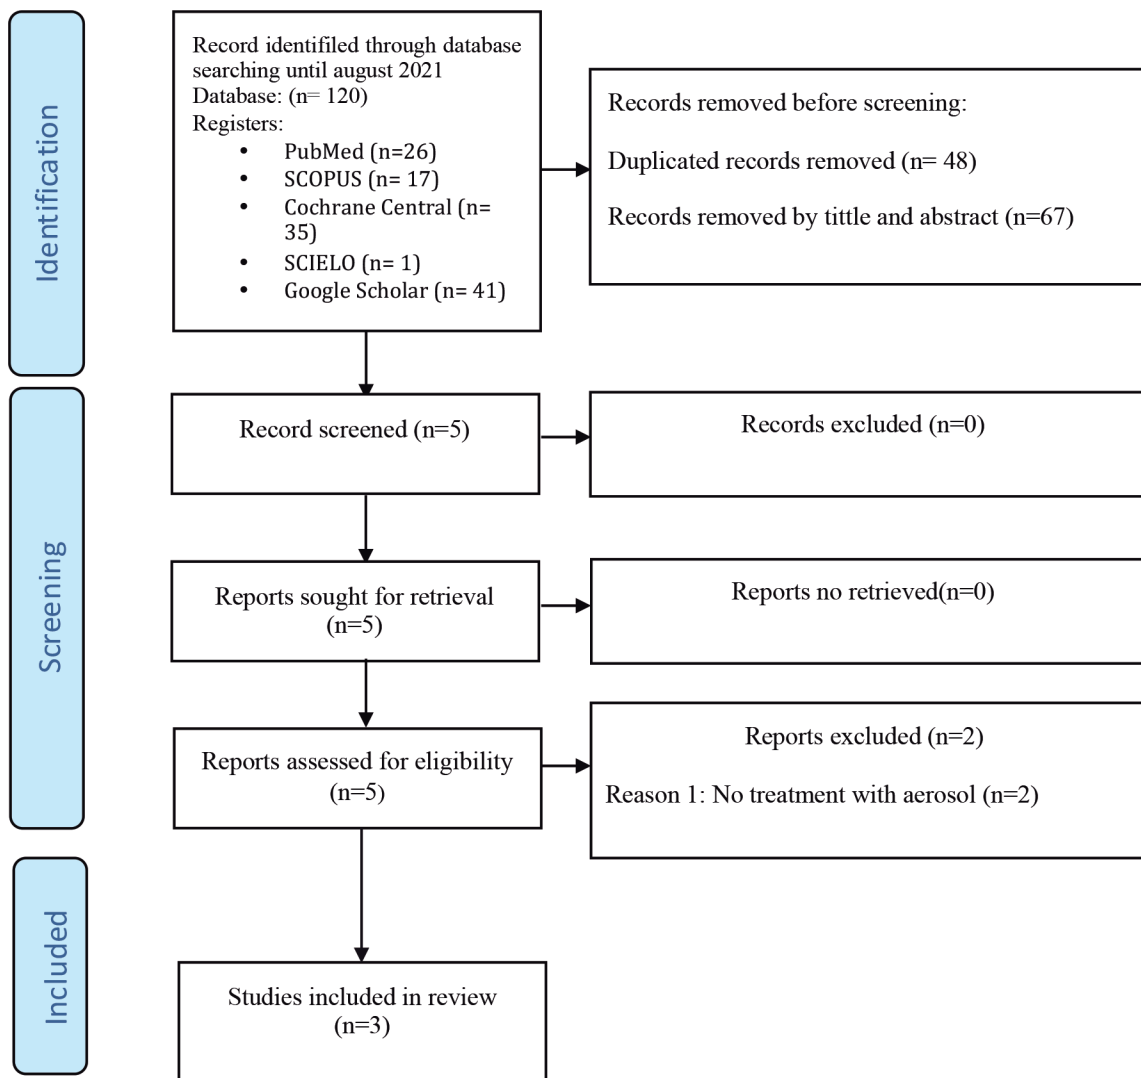 Identification
Record identifiled through database
searching until august 2021
Database: (n= 120)
Registers:
• PubMed (n=26)
• SCOPUS (n= 17)
• Cochrane Central (n=
35)
• SCIELO (n= 1)
• Google Scholar (n= 41)
Records removed before screening:
Duplicated records removed (n= 48)
Records removed by tittle and abstract (n=67)
Screening
Record screened (n=5)
Records excluded (n=0)
Reports sought for retrieval
(n=5)
Reports no retrieved(n=0)
Reports assessed for eligibility
(n=5)
Reports excluded (n=2)
Reason 1: No treatment with aerosol (n=2)
Included
Studies included in review
(n=3)